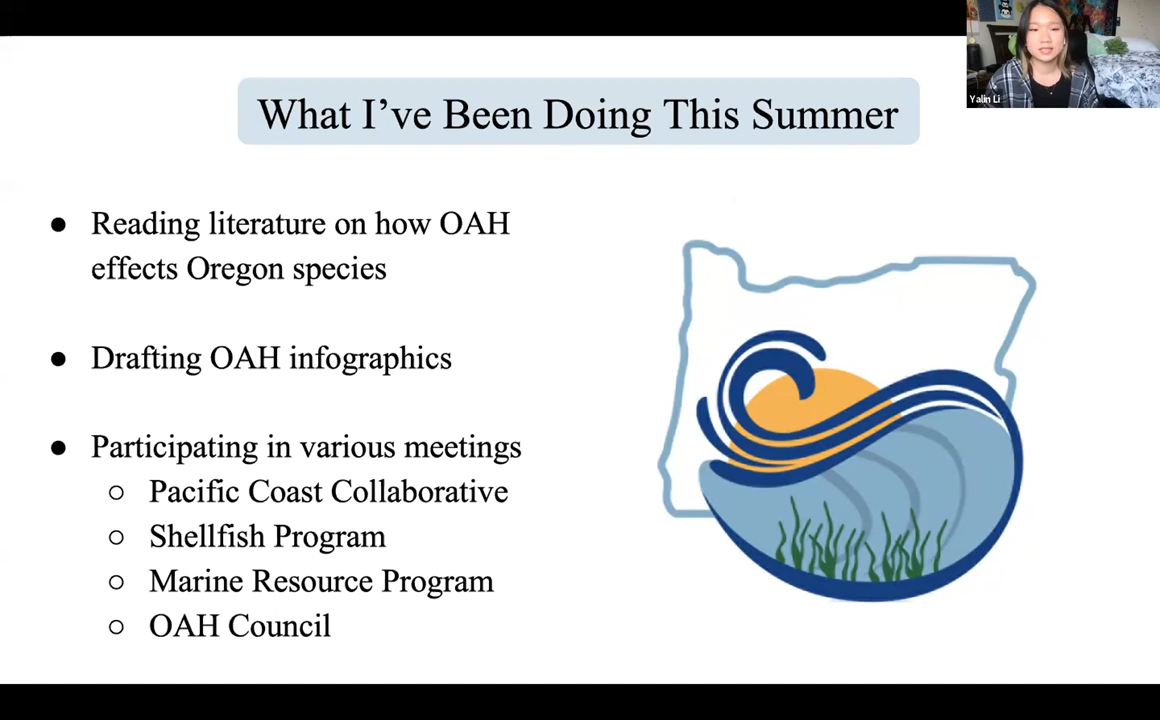 Yalin Li
What I've Been Doing This Summer
● Reading literature on how OAH
effects Oregon species
● Drafting OAH infographics
● Participating in various meetings
○ Pacific Coast Collaborative
○ Shellfish Program
○ Marine Resource Program
○ OAH Council